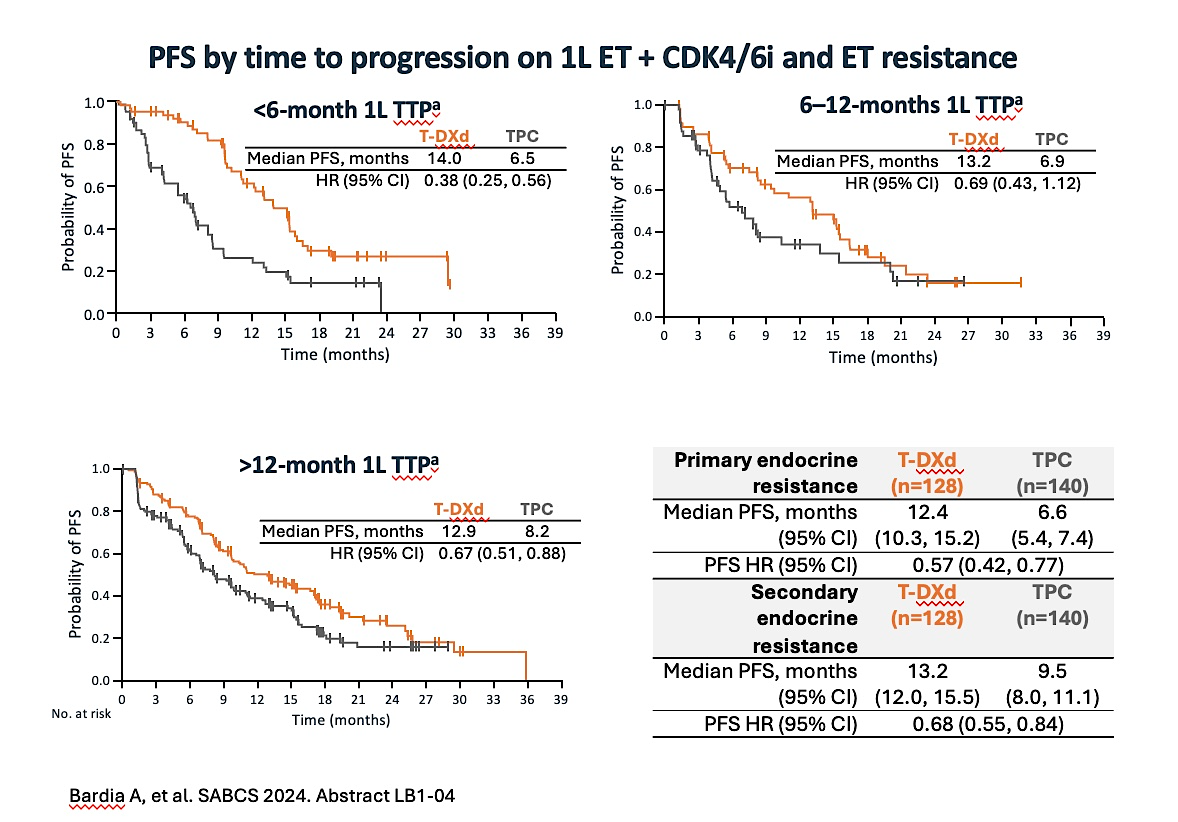 PFS by time to progression on 1L ET + CDK4/6i and ET resistance
<6-month 1L TTPᵃ
T-DXd TPC
Median PFS, months 14.0 6.5
HR (95% CI) 0.38 (0.25, 0.56)
Probability of PFS
1.0
0.8
0.6
0.4
0.2
0.0
0 3 6 9 12 15 18 21 24 27 30 33 36 39
Time (months)
6–12-months 1L TTPᵃ
T-DXd TPC
Median PFS, months 13.2 6.9
HR (95% CI) 0.69 (0.43, 1.12)
Probability of PFS
1.0
0.8
0.6
0.4
0.2
0.0
0 3 6 9 12 15 18 21 24 27 30 33 36 39
Time (months)
>12-month 1L TTPᵃ
T-DXd TPC
Median PFS, months 12.9 8.2
HR (95% CI) 0.67 (0.51, 0.88)
Probability of PFS
1.0
0.8
0.6
0.4
0.2
0.0
0 3 6 9 12 15 18 21 24 27 30 33 36 39
No. at risk
Time (months)
Primary endocrine T-DXd TPC
resistance (n=128) (n=140)
Median PFS, months 12.4 6.6
(95% CI) (10.3, 15.2) (5.4, 7.4)
PFS HR (95% CI) 0.57 (0.42, 0.77)
Secondary T-DXd TPC
endocrine (n=128) (n=140)
resistance
Median PFS, months 13.2 9.5
(95% CI) (12.0, 15.5) (8.0, 11.1)
PFS HR (95% CI) 0.68 (0.55, 0.84)
Bardia A, et al. SABCS 2024. Abstract LB1-04